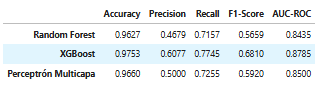 Accuracy Precision Recall F1-Score AUC-ROC
Random Forest 0.9627 0.4679 0.7157 0.5659 0.8435
XGBoost 0.9753 0.6077 0.7745 0.6810 0.8785
Perceptrón Multicapa 0.9660 0.5000 0.7255 0.5920 0.8500